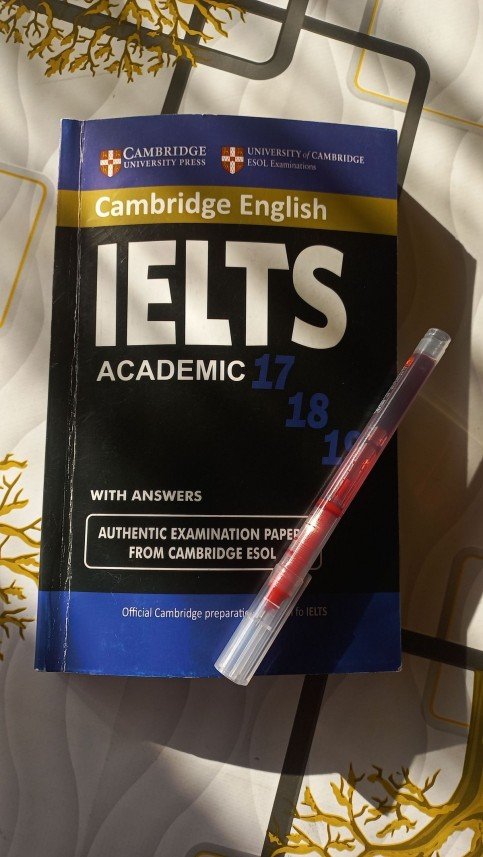 CAMBRIDGE
UNIVERSITY PRESS
UNIVERSITY of CAMBRIDGE
ESOL Examinations
Cambridge English
IELTS
ACADEMIC 17
18
WITH ANSWERS
AUTHENTIC EXAMINATION
FROM CAMBRIDGE ESOL
Official Cambridge IELTS